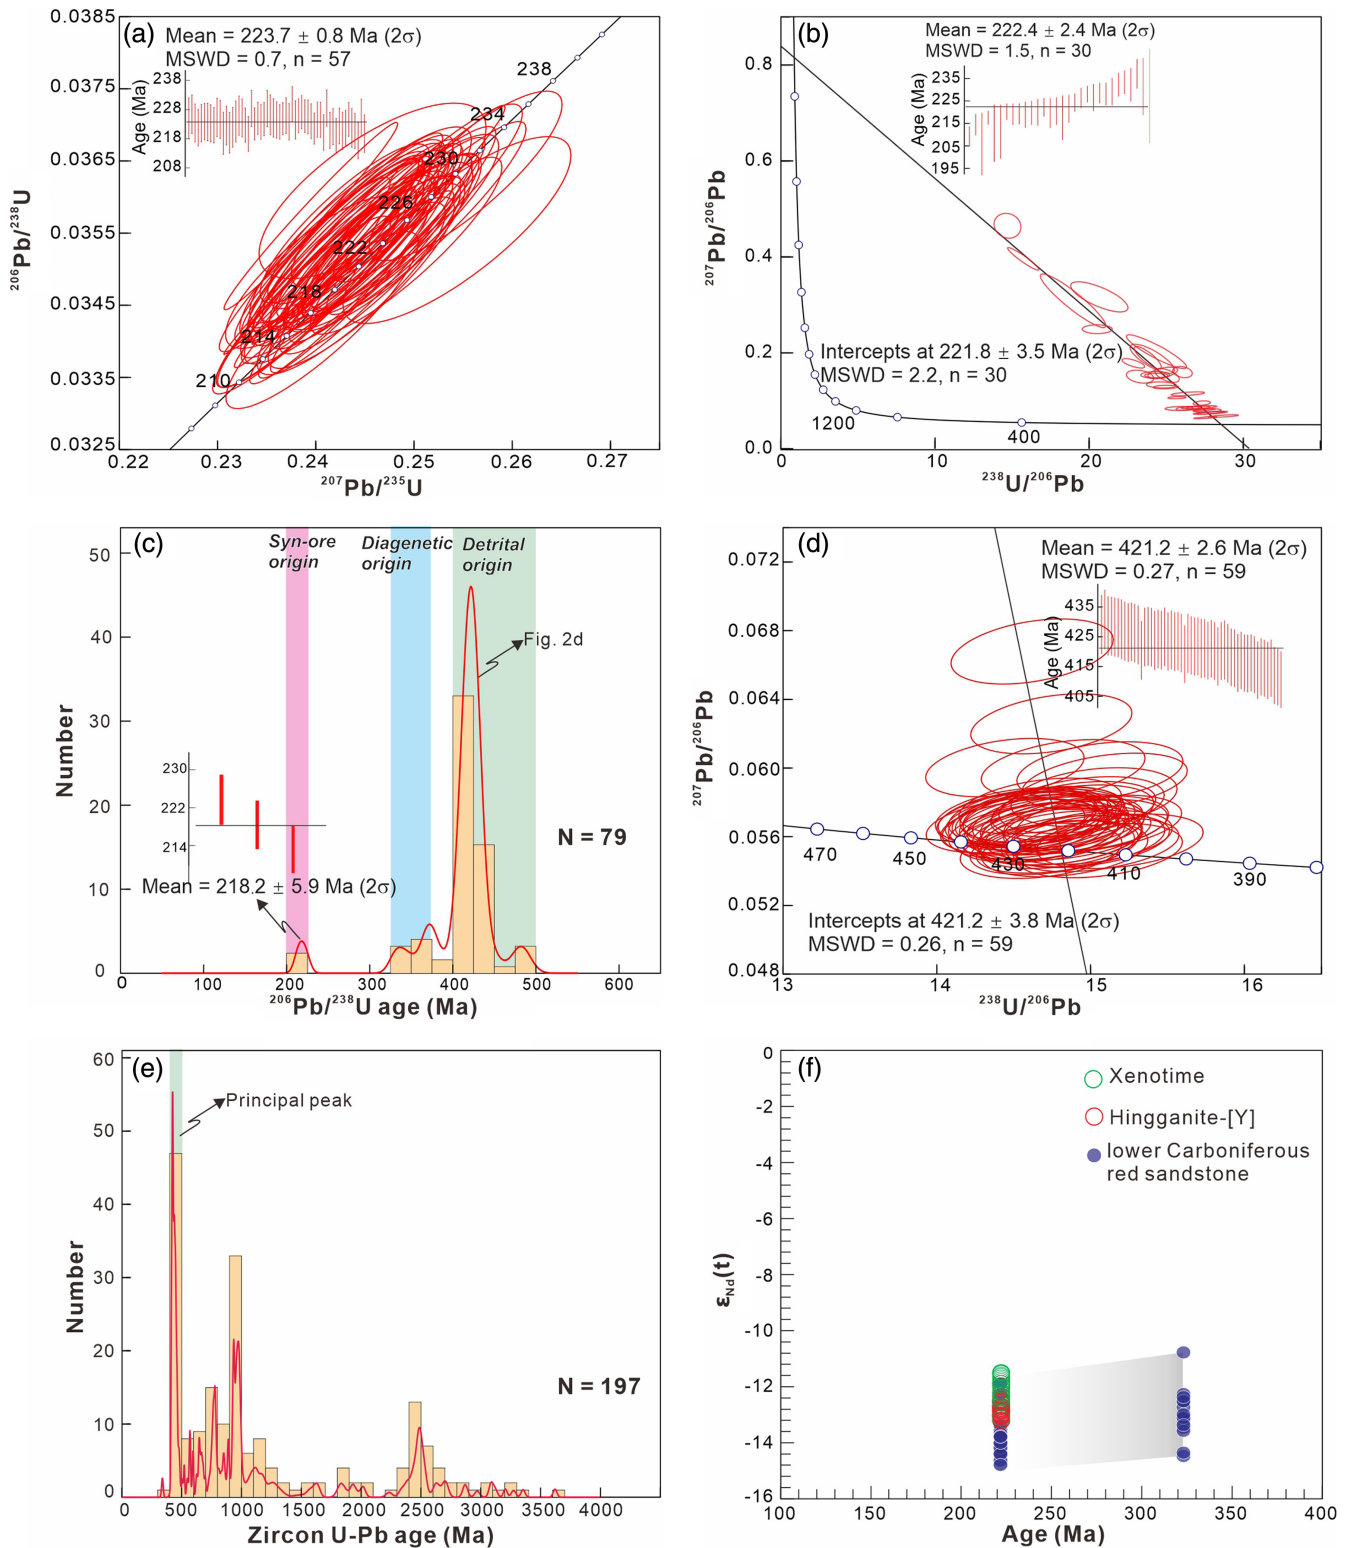 (a)
Mean = 223.7 ± 0.8 Ma (2σ)
MSWD = 0.7, n = 57
Age (Ma)
238
228
218
208
0.0385
0.0375
0.0365
0.0355
0.0345
0.0335
0.0325
²⁰⁶Pb/²³⁸U
238
234
230
226
222
218
214
210
0.22
0.23
0.24
0.25
0.26
0.27
²⁰⁷Pb/²³⁵U
(b)
Mean = 222.4 ± 2.4 Ma (2σ)
MSWD = 1.5, n = 30
Age (Ma)
235
225
215
205
195
0.8
0.6
0.4
0.2
0.0
²⁰⁷Pb/²⁰⁶Pb
Intercepts at 221.8 ± 3.5 Ma (2σ)
MSWD = 2.2, n = 30
1200
400
0
10
20
30
²³⁸U/²⁰⁶Pb
(c)
Syn-ore
origin
Diagenetic
origin
Detrital
origin
Fig. 2d
50
40
30
20
10
0
Number
230
222
214
Mean = 218.2 ± 5.9 Ma (2σ)
N = 79
0
100
200
300
400
500
600
²⁰⁶Pb/²³⁸U age (Ma)
(d)
Mean = 421.2 ± 2.6 Ma (2σ)
MSWD = 0.27, n = 59
Age (Ma)
435
425
415
405
0.072
0.068
0.064
0.060
0.056
0.052
0.048
²⁰⁷Pb/²⁰⁶Pb
470
450
430
410
390
Intercepts at 421.2 ± 3.8 Ma (2σ)
MSWD = 0.26, n = 59
13
14
15
16
²³⁸U/²⁰⁶Pb
(e)
Principal peak
60
50
40
30
20
10
0
Number
N = 197
0
500
1000
1500
2000
2500
3000
3500
4000
Zircon U-Pb age (Ma)
(f)
Xenotime
Hingganite-[Y]
lower Carboniferous
red sandstone
0
-2
-4
-6
-8
-10
-12
-14
-16
εNd(t)
100
150
200
250
300
350
400
Age (Ma)